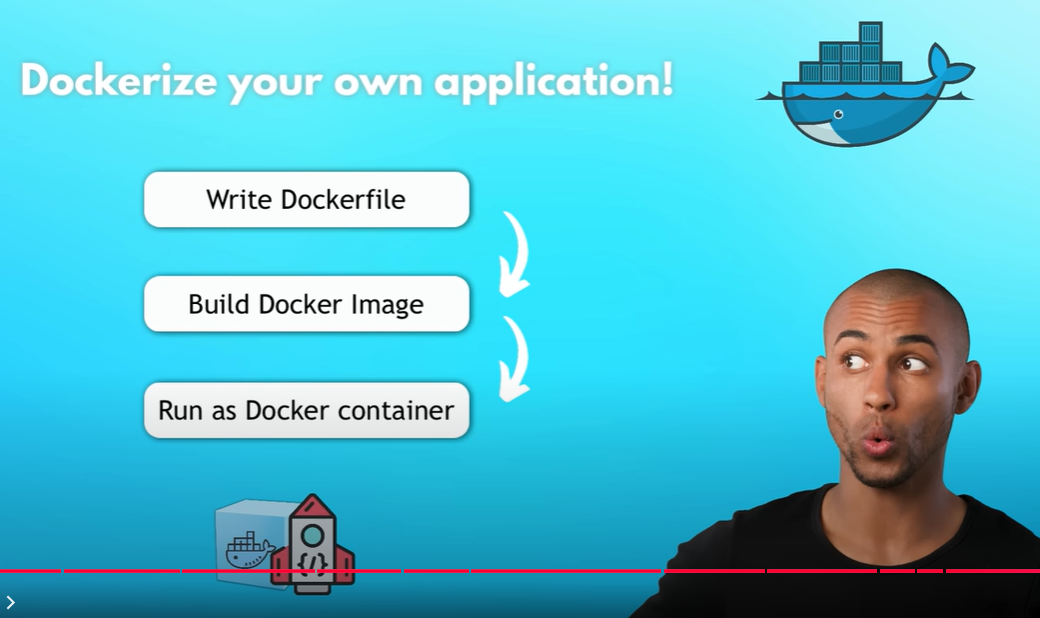 Dockerize your own application!
Write Dockerfile
Build Docker Image
Run as Docker container
<//>